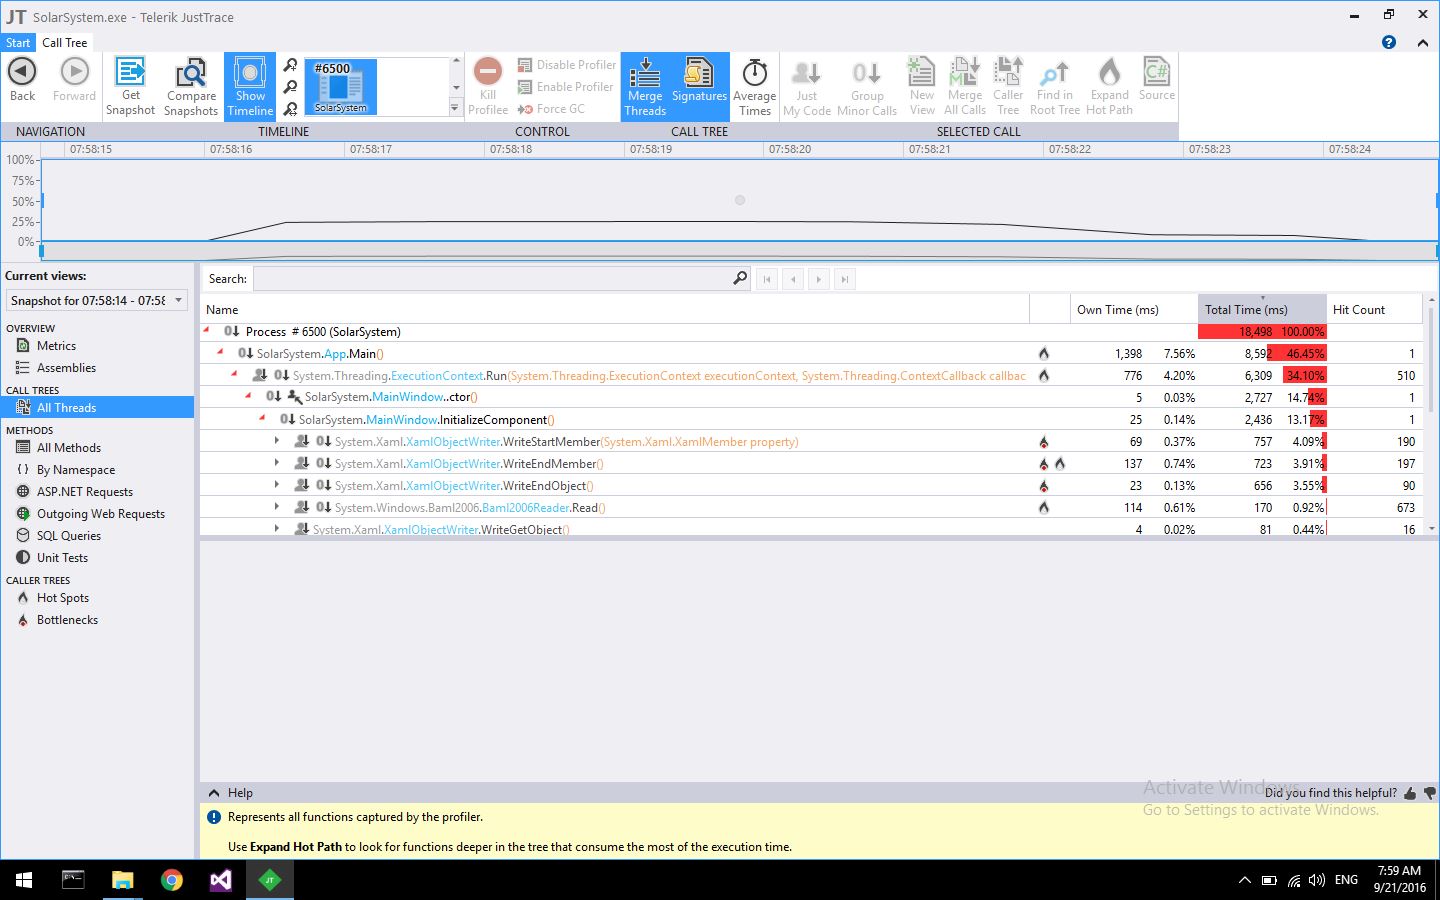 JT SolarSystem.exe - Telerik JustTrace
Start Call Tree
Back Forward Get Snapshot Compare Snapshots Show Timeline
#6500
SolarSystem
Kill Profilee
Disable Profiler
Enable Profiler
Force GC
Merge Threads Signatures Average Times
Just My Code Group Minor Calls New View Merge All Calls Caller Tree Find in Root Tree Expand Hot Path Source
NAVIGATION TIMELINE CONTROL CALL TREE SELECTED CALL
07:58:15 07:58:16 07:58:17 07:58:18 07:58:19 07:58:20 07:58:21 07:58:22 07:58:23 07:58:24
100%
75%
50%
25%
0%
Current views:
Snapshot for 07:58:14 - 07:58
OVERVIEW
Metrics
Assemblies
CALL TREES
All Threads
METHODS
All Methods
By Namespace
ASP.NET Requests
Outgoing Web Requests
SQL Queries
Unit Tests
CALLER TREES
Hot Spots
Bottlenecks
Search:
Name Own Time (ms) Total Time (ms) Hit Count
Process # 6500 (SolarSystem) 18,498 100.00%
SolarSystem.App.Main() 1,398 7.56% 8,592 46.45% 1
System.Threading.ExecutionContext.Run(System.Threading.ExecutionContext executionContext, System.Threading.ContextCallback callbac 776 4.20% 6,309 34.10% 510
SolarSystem.MainWindow..ctor() 5 0.03% 2,727 14.74% 1
SolarSystem.MainWindow.InitializeComponent() 25 0.14% 2,436 13.17% 1
System.Xaml.XamlObjectWriter.WriteStartMember(System.Xaml.XamlMember property) 69 0.37% 757 4.09% 190
System.Xaml.XamlObjectWriter.WriteEndMember() 137 0.74% 723 3.91% 197
System.Xaml.XamlObjectWriter.WriteEndObject() 23 0.13% 656 3.55% 90
System.Windows.Baml2006.Baml2006Reader.Read() 114 0.61% 170 0.92% 673
System.Xaml.XamlObjectWriter.WriteGetObject() 4 0.02% 81 0.44% 16
Help
Did you find this helpful?
Activate Windows
Go to Settings to activate Windows.
Represents all functions captured by the profiler.
Use Expand Hot Path to look for functions deeper in the tree that consume the most of the execution time.
JT
ENG
7:59 AM
9/21/2016